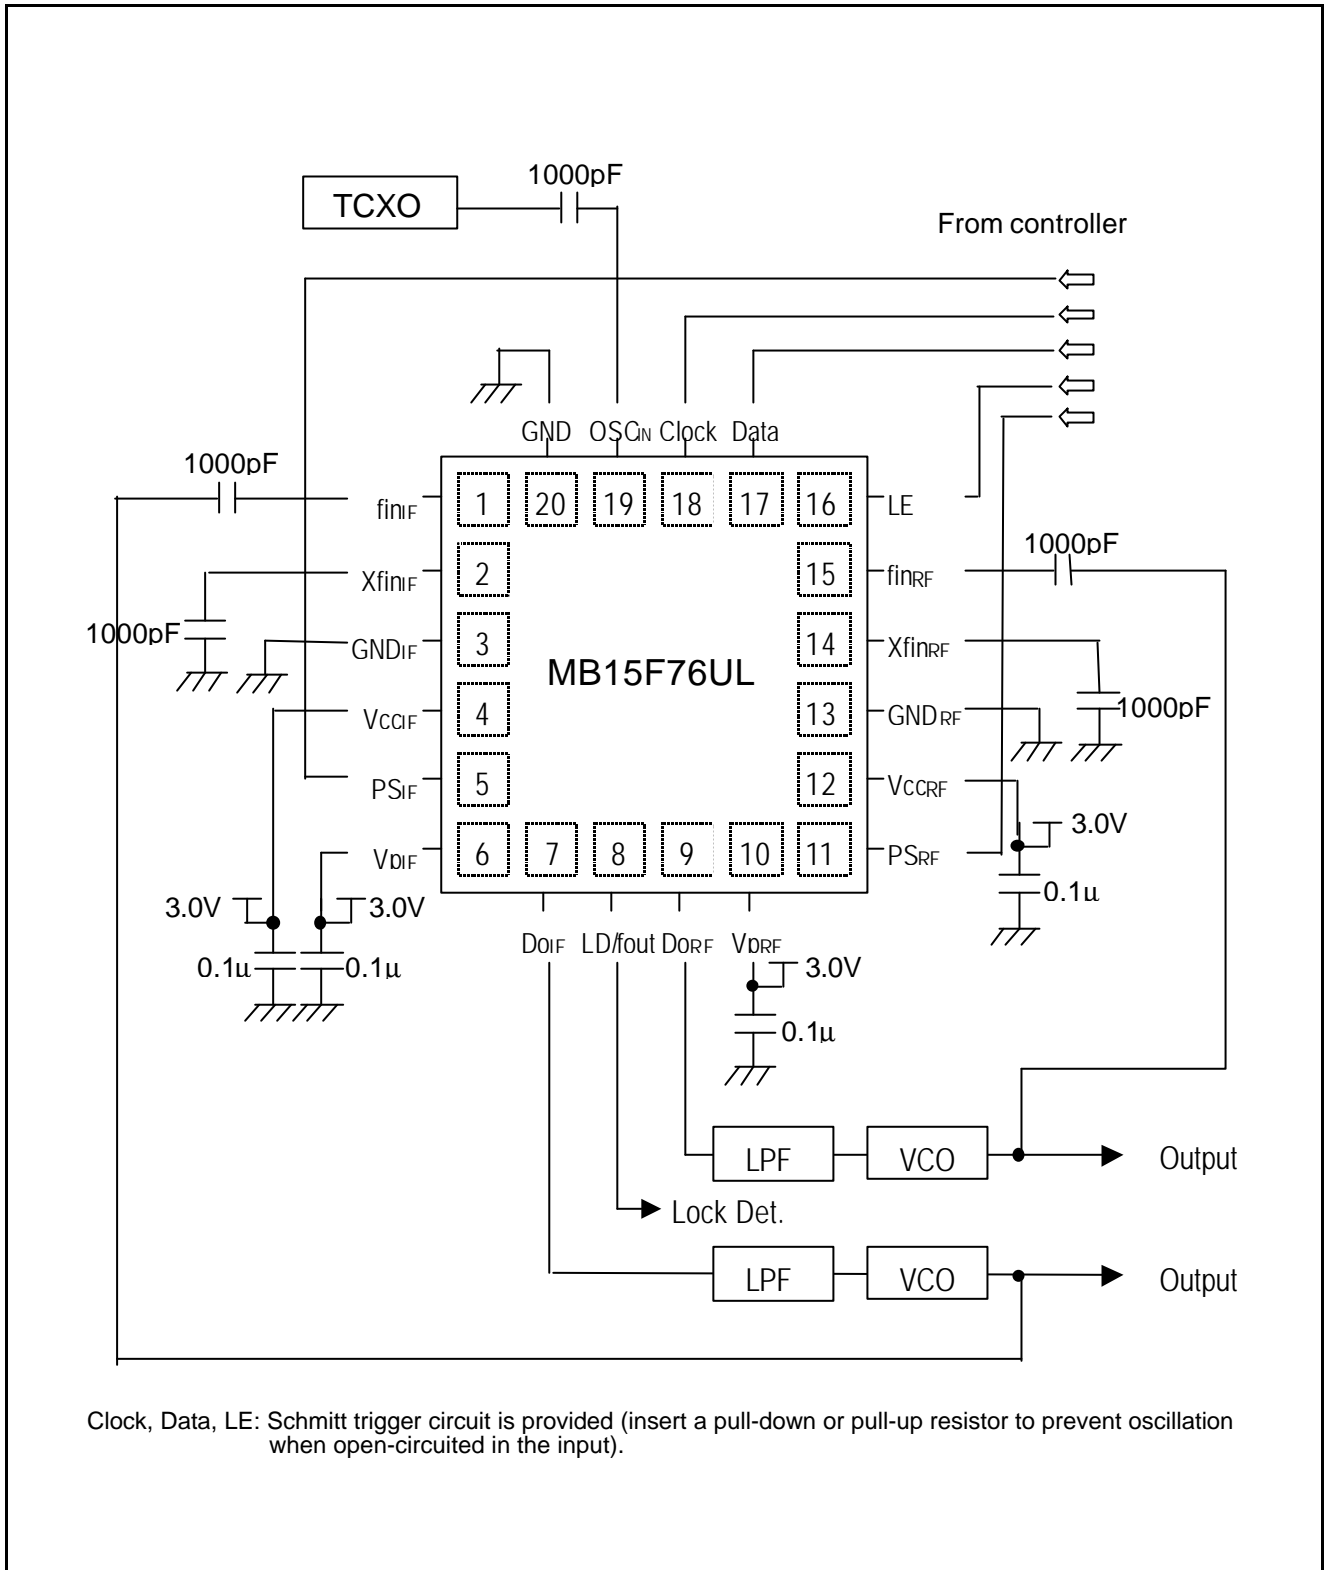 1000pF
TCXO
From controller
GND OSCIN Clock Data
1000pF
finIF 1 20 19 18 17 16 LE
1000pF
XfinIF 2 15 finRF
1000pF
GNDIF 3 14 XfinRF
MB15F76UL
VCCIF 4 13 GNDRF
1000pF
PSIF 5 12 VCCRF
3.0V
VpIF 6 7 8 9 10 11 PSRF
0.1µ
3.0V 3.0V
DoIF LD/fout DoRF VpRF
0.1µ 0.1µ
3.0V
0.1µ
LPF VCO Output
Lock Det.
LPF VCO Output
Clock, Data, LE: Schmitt trigger circuit is provided (insert a pull-down or pull-up resistor to prevent oscillation
when open-circuited in the input).